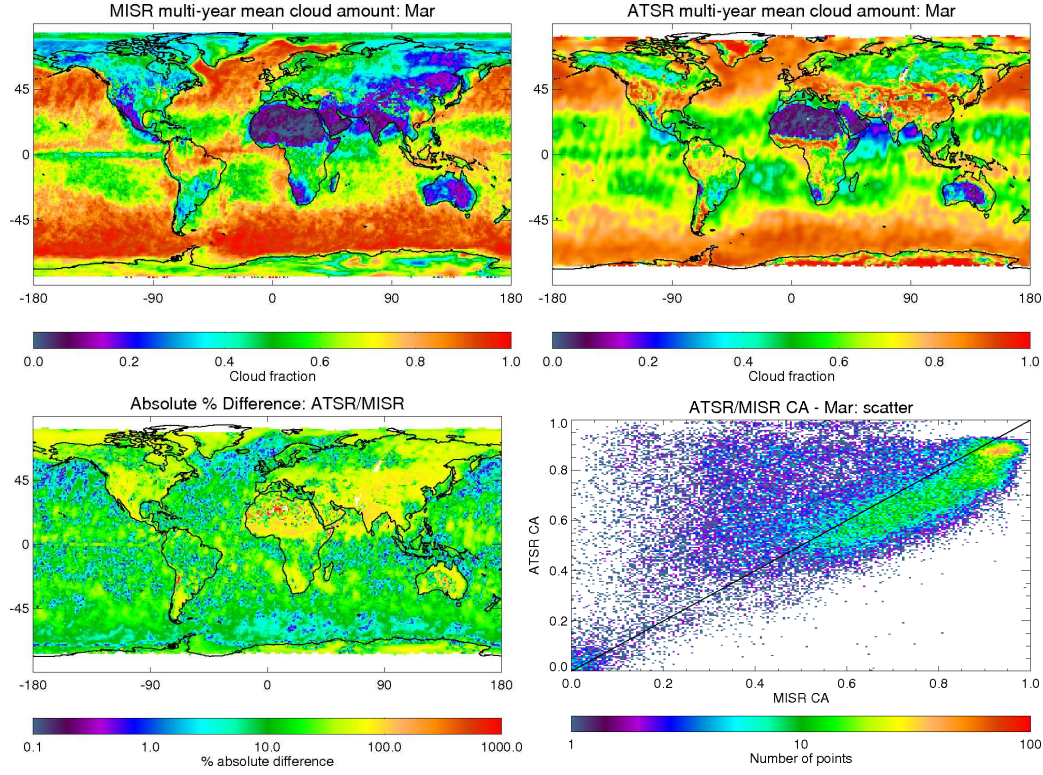 MISR multi-year mean cloud amount: Mar
45
0
-45
-180 -90 0 90 180
0.0 0.2 0.4 0.6 0.8 1.0
Cloud fraction
ATSR multi-year mean cloud amount: Mar
45
0
-45
-180 -90 0 90 180
0.0 0.2 0.4 0.6 0.8 1.0
Cloud fraction
Absolute % Difference: ATSR/MISR
45
0
-45
-180 -90 0 90 180
0.1 1.0 10.0 100.0 1000.0
% absolute difference
ATSR/MISR CA - Mar: scatter
1.0
0.8
0.6
0.4
0.2
0.0
ATSR CA
0.0 0.2 0.4 0.6 0.8 1.0
MISR CA
1 10 100
Number of points